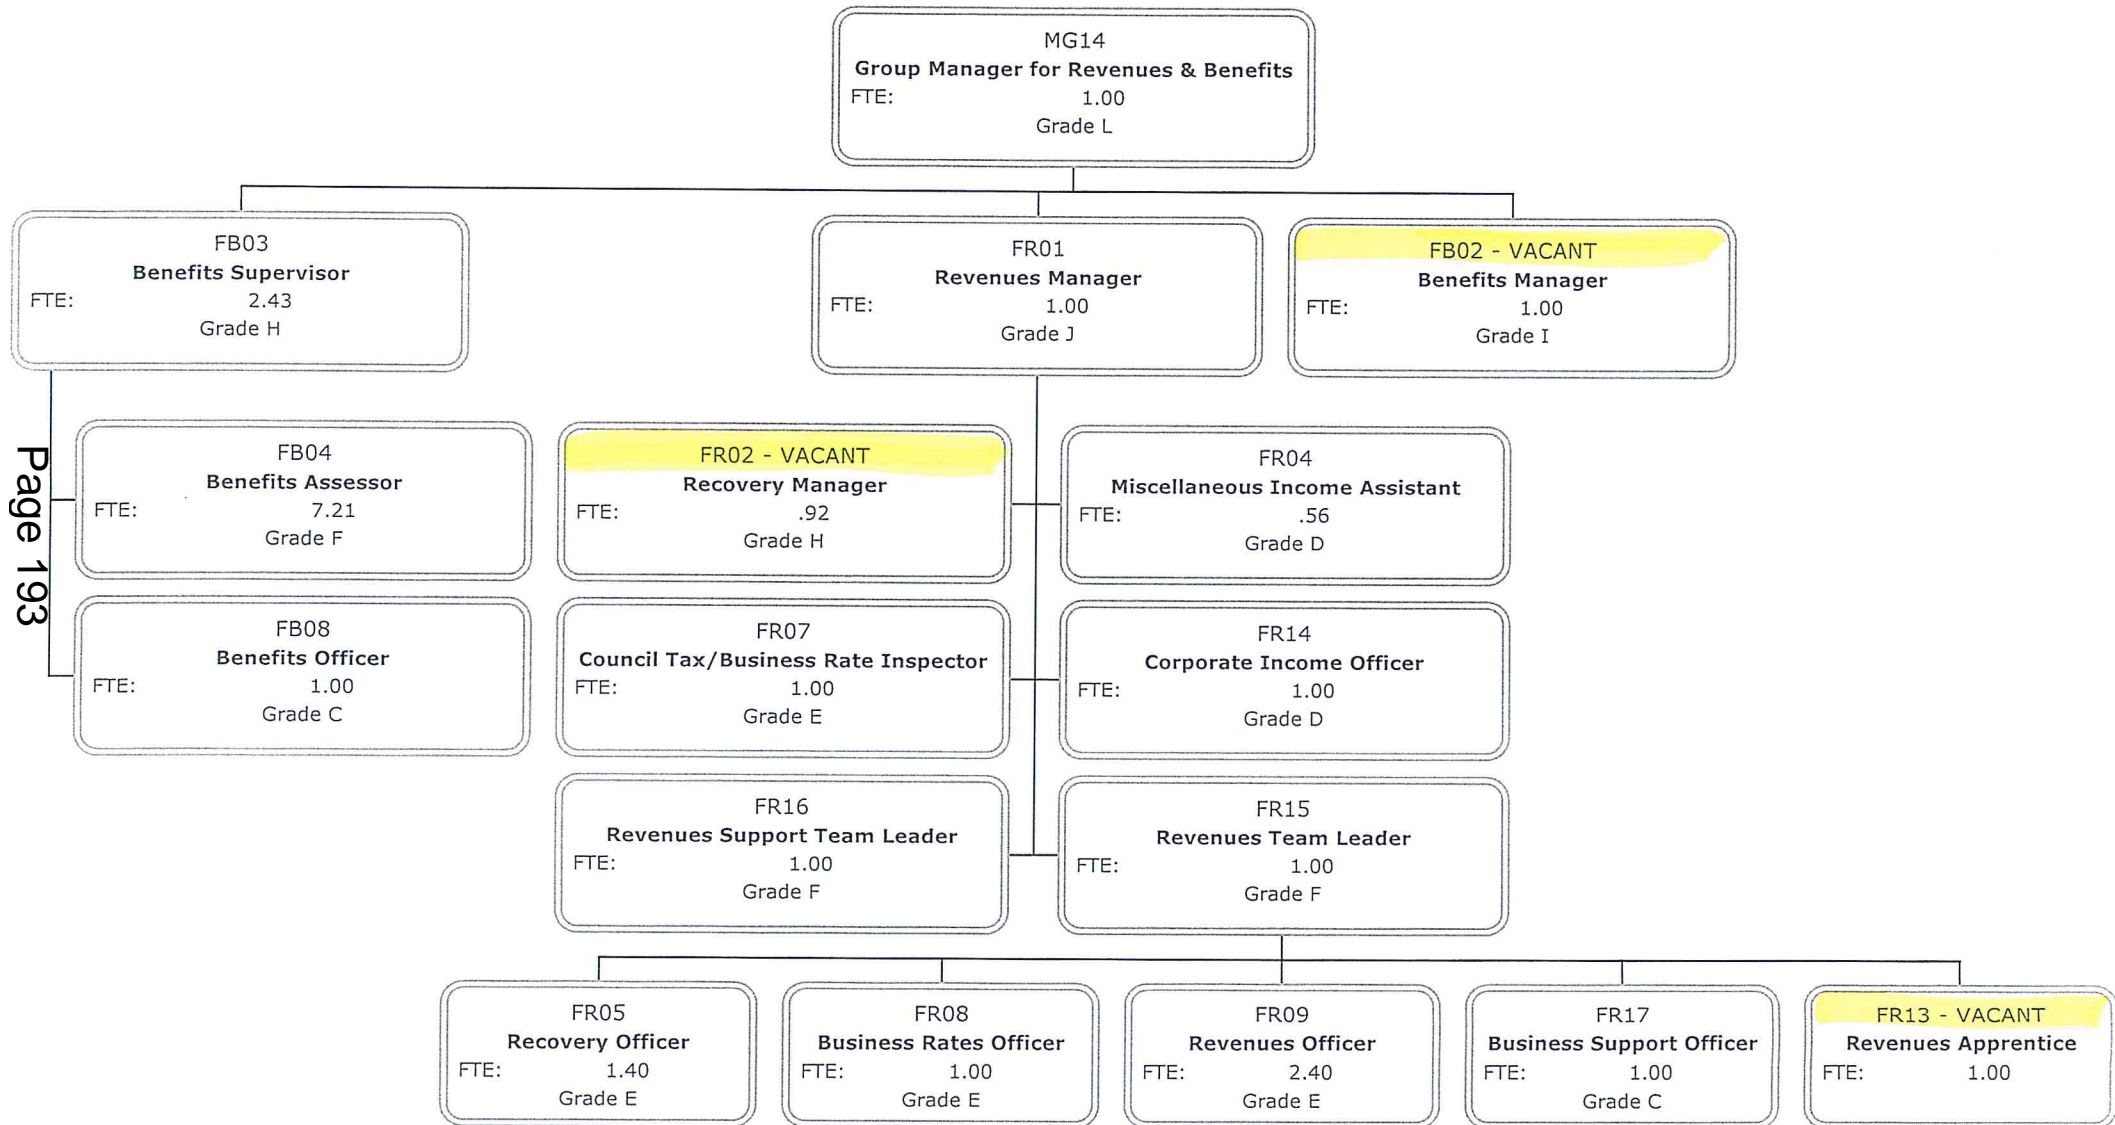 MG14
Group Manager for Revenues & Benefits
FTE: 1.00
Grade L
FB03
Benefits Supervisor
FTE: 2.43
Grade H
FR01
Revenues Manager
FTE: 1.00
Grade J
FB02 - VACANT
Benefits Manager
FTE: 1.00
Grade I
FB04
Benefits Assessor
FTE: 7.21
Grade F
FR02 - VACANT
Recovery Manager
FTE: .92
Grade H
FR04
Miscellaneous Income Assistant
FTE: .56
Grade D
FB08
Benefits Officer
FTE: 1.00
Grade C
FR07
Council Tax/Business Rate Inspector
FTE: 1.00
Grade E
FR14
Corporate Income Officer
FTE: 1.00
Grade D
FR16
Revenues Support Team Leader
FTE: 1.00
Grade F
FR15
Revenues Team Leader
FTE: 1.00
Grade F
FR05
Recovery Officer
FTE: 1.40
Grade E
FR08
Business Rates Officer
FTE: 1.00
Grade E
FR09
Revenues Officer
FTE: 2.40
Grade E
FR17
Business Support Officer
FTE: 1.00
Grade C
FR13 - VACANT
Revenues Apprentice
FTE: 1.00
Page 193